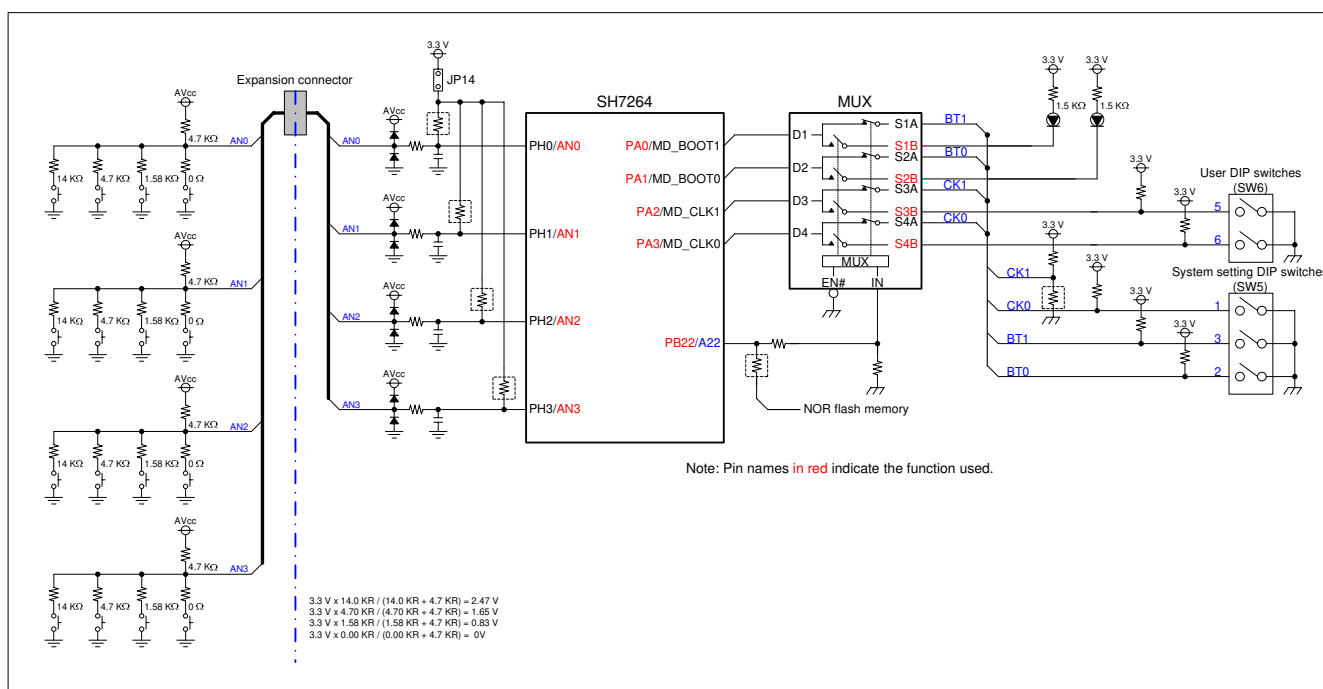 3.3 V
JP14
Expansion connector
AVcc
4.7 KΩ
AN0
14 KΩ
4.7 KΩ
1.58 KΩ
0 Ω
AVcc
4.7 KΩ
AN1
14 KΩ
4.7 KΩ
1.58 KΩ
0 Ω
AVcc
4.7 KΩ
AN2
14 KΩ
4.7 KΩ
1.58 KΩ
0 Ω
AVcc
4.7 KΩ
AN3
14 KΩ
4.7 KΩ
1.58 KΩ
0 Ω
AVcc
AN0
AVcc
AN1
AVcc
AN2
AVcc
AN3
3.3 V x 14.0 KR / (14.0 KR + 4.7 KR) = 2.47 V
3.3 V x 4.70 KR / (4.70 KR + 4.7 KR) = 1.65 V
3.3 V x 1.58 KR / (1.58 KR + 4.7 KR) = 0.83 V
3.3 V x 0.00 KR / (0.00 KR + 4.7 KR) = 0V
SH7264
PH0/AN0
PH1/AN1
PH2/AN2
PH3/AN3
PA0/MD_BOOT1
PA1/MD_BOOT0
PA2/MD_CLK1
PA3/MD_CLK0
PB22/A22
NOR flash memory
MUX
D1
D2
D3
D4
S1A
S1B
S2A
S2B
S3A
S3B
S4A
S4B
MUX
EN#
IN
BT1
BT0
CK1
CK0
3.3 V
1.5 KΩ
3.3 V
1.5 KΩ
3.3 V
3.3 V
User DIP switches
(SW6)
5
6
3.3 V
CK1
3.3 V
CK0
3.3 V
BT1
3.3 V
BT0
System setting DIP switches
(SW5)
1
3
2
Note: Pin names in red indicate the function used.